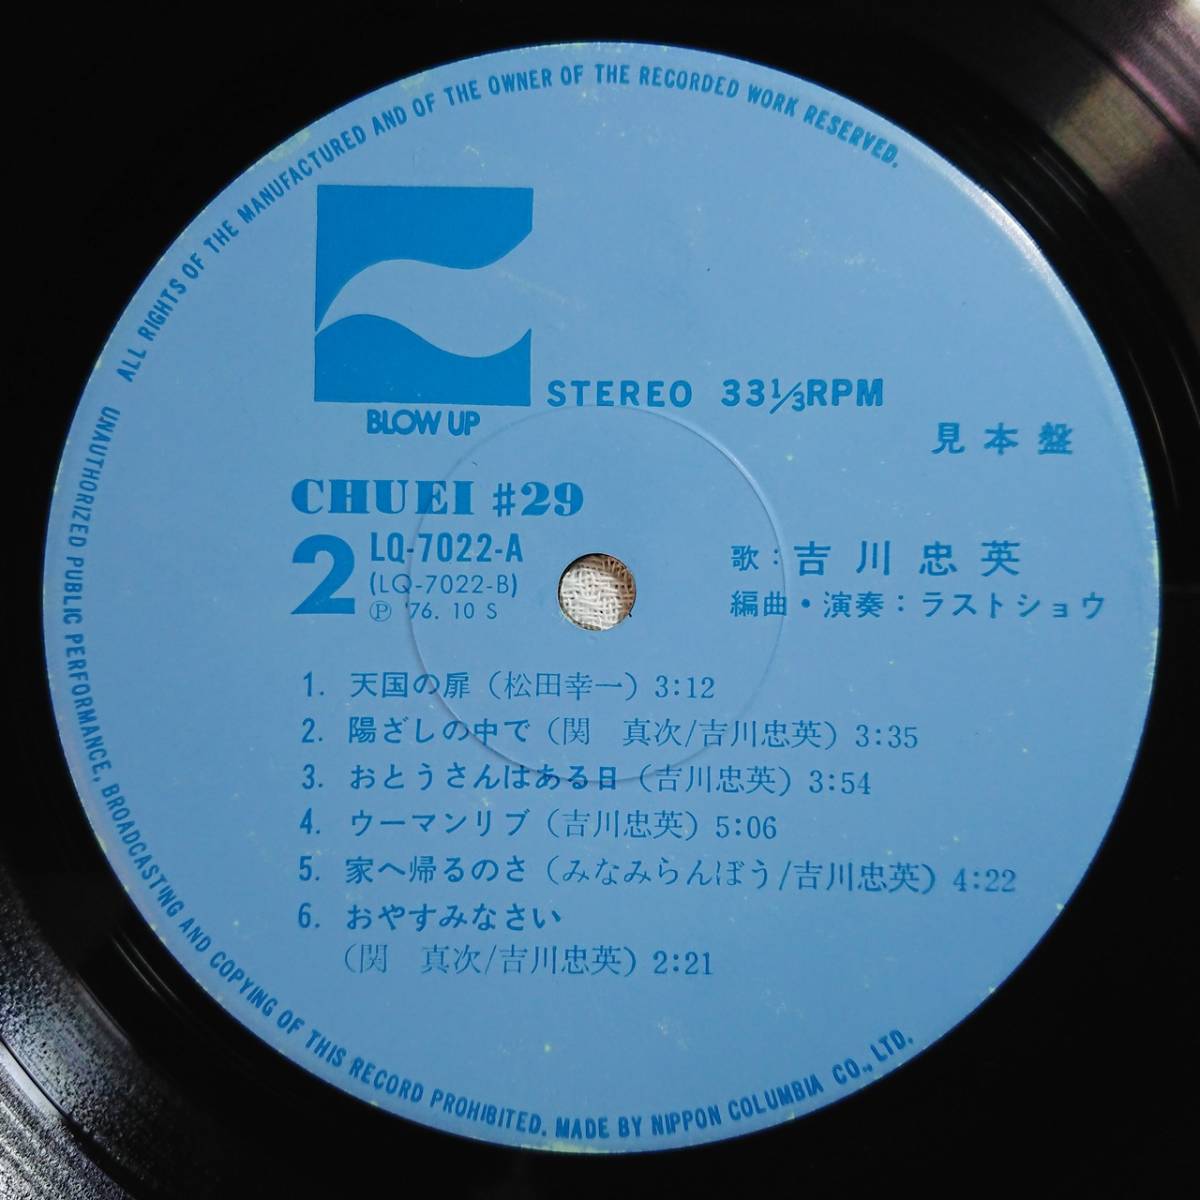 ALL RIGHTS OF THE MANUFACTURED AND OF THE OWNER OF THE RECORDED WORK RESERVED.
BLOW UP
STEREO 33 1/3 RPM
見本盤
CHUEI #29
2
LQ-7022-A
(LQ-7022-B)
Ⓟ '76. 10 S
歌:吉川忠英
編曲・演奏:ラストショウ
1. 天国の扉(松田幸一)3:12
2. 陽ざしの中で(関 真次/吉川忠英)3:35
3. おとうさんはある日(吉川忠英)3:54
4. ウーマンリブ(吉川忠英)5:06
5. 家へ帰るのさ(みなみらんぼう/吉川忠英)4:22
6. おやすみなさい
(関 真次/吉川忠英)2:21
UNAUTHORIZED PUBLIC PERFORMANCE, BROADCASTING AND COPYING OF THIS RECORD PROHIBITED. MADE BY NIPPON COLUMBIA CO., LTD.